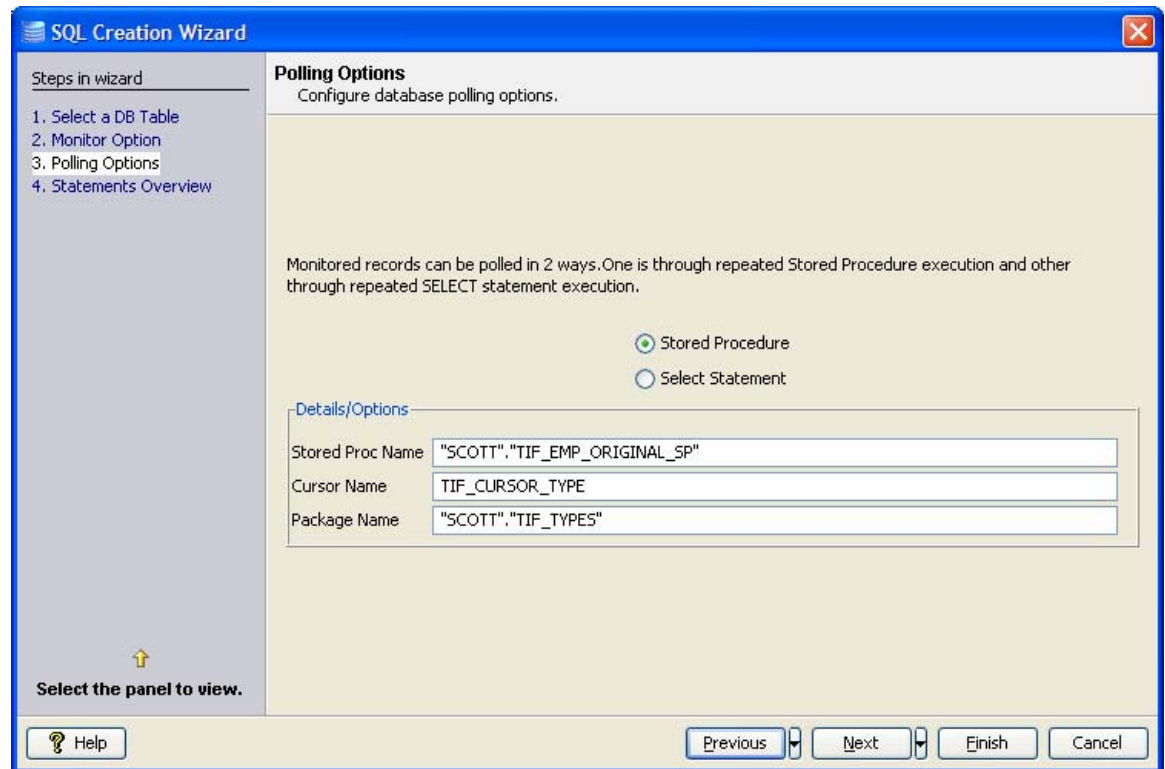 SQL Creation Wizard
Steps in wizard
1. Select a DB Table
2. Monitor Option
3. Polling Options
4. Statements Overview
Select the panel to view.
Polling Options
Configure database polling options.
Monitored records can be polled in 2 ways.One is through repeated Stored Procedure execution and other
through repeated SELECT statement execution.
Stored Procedure
Select Statement
Details/Options
Stored Proc Name "SCOTT"."TIF_EMP_ORIGINAL_SP"
Cursor Name TIF_CURSOR_TYPE
Package Name "SCOTT"."TIF_TYPES"
Help
Previous Next Finish Cancel